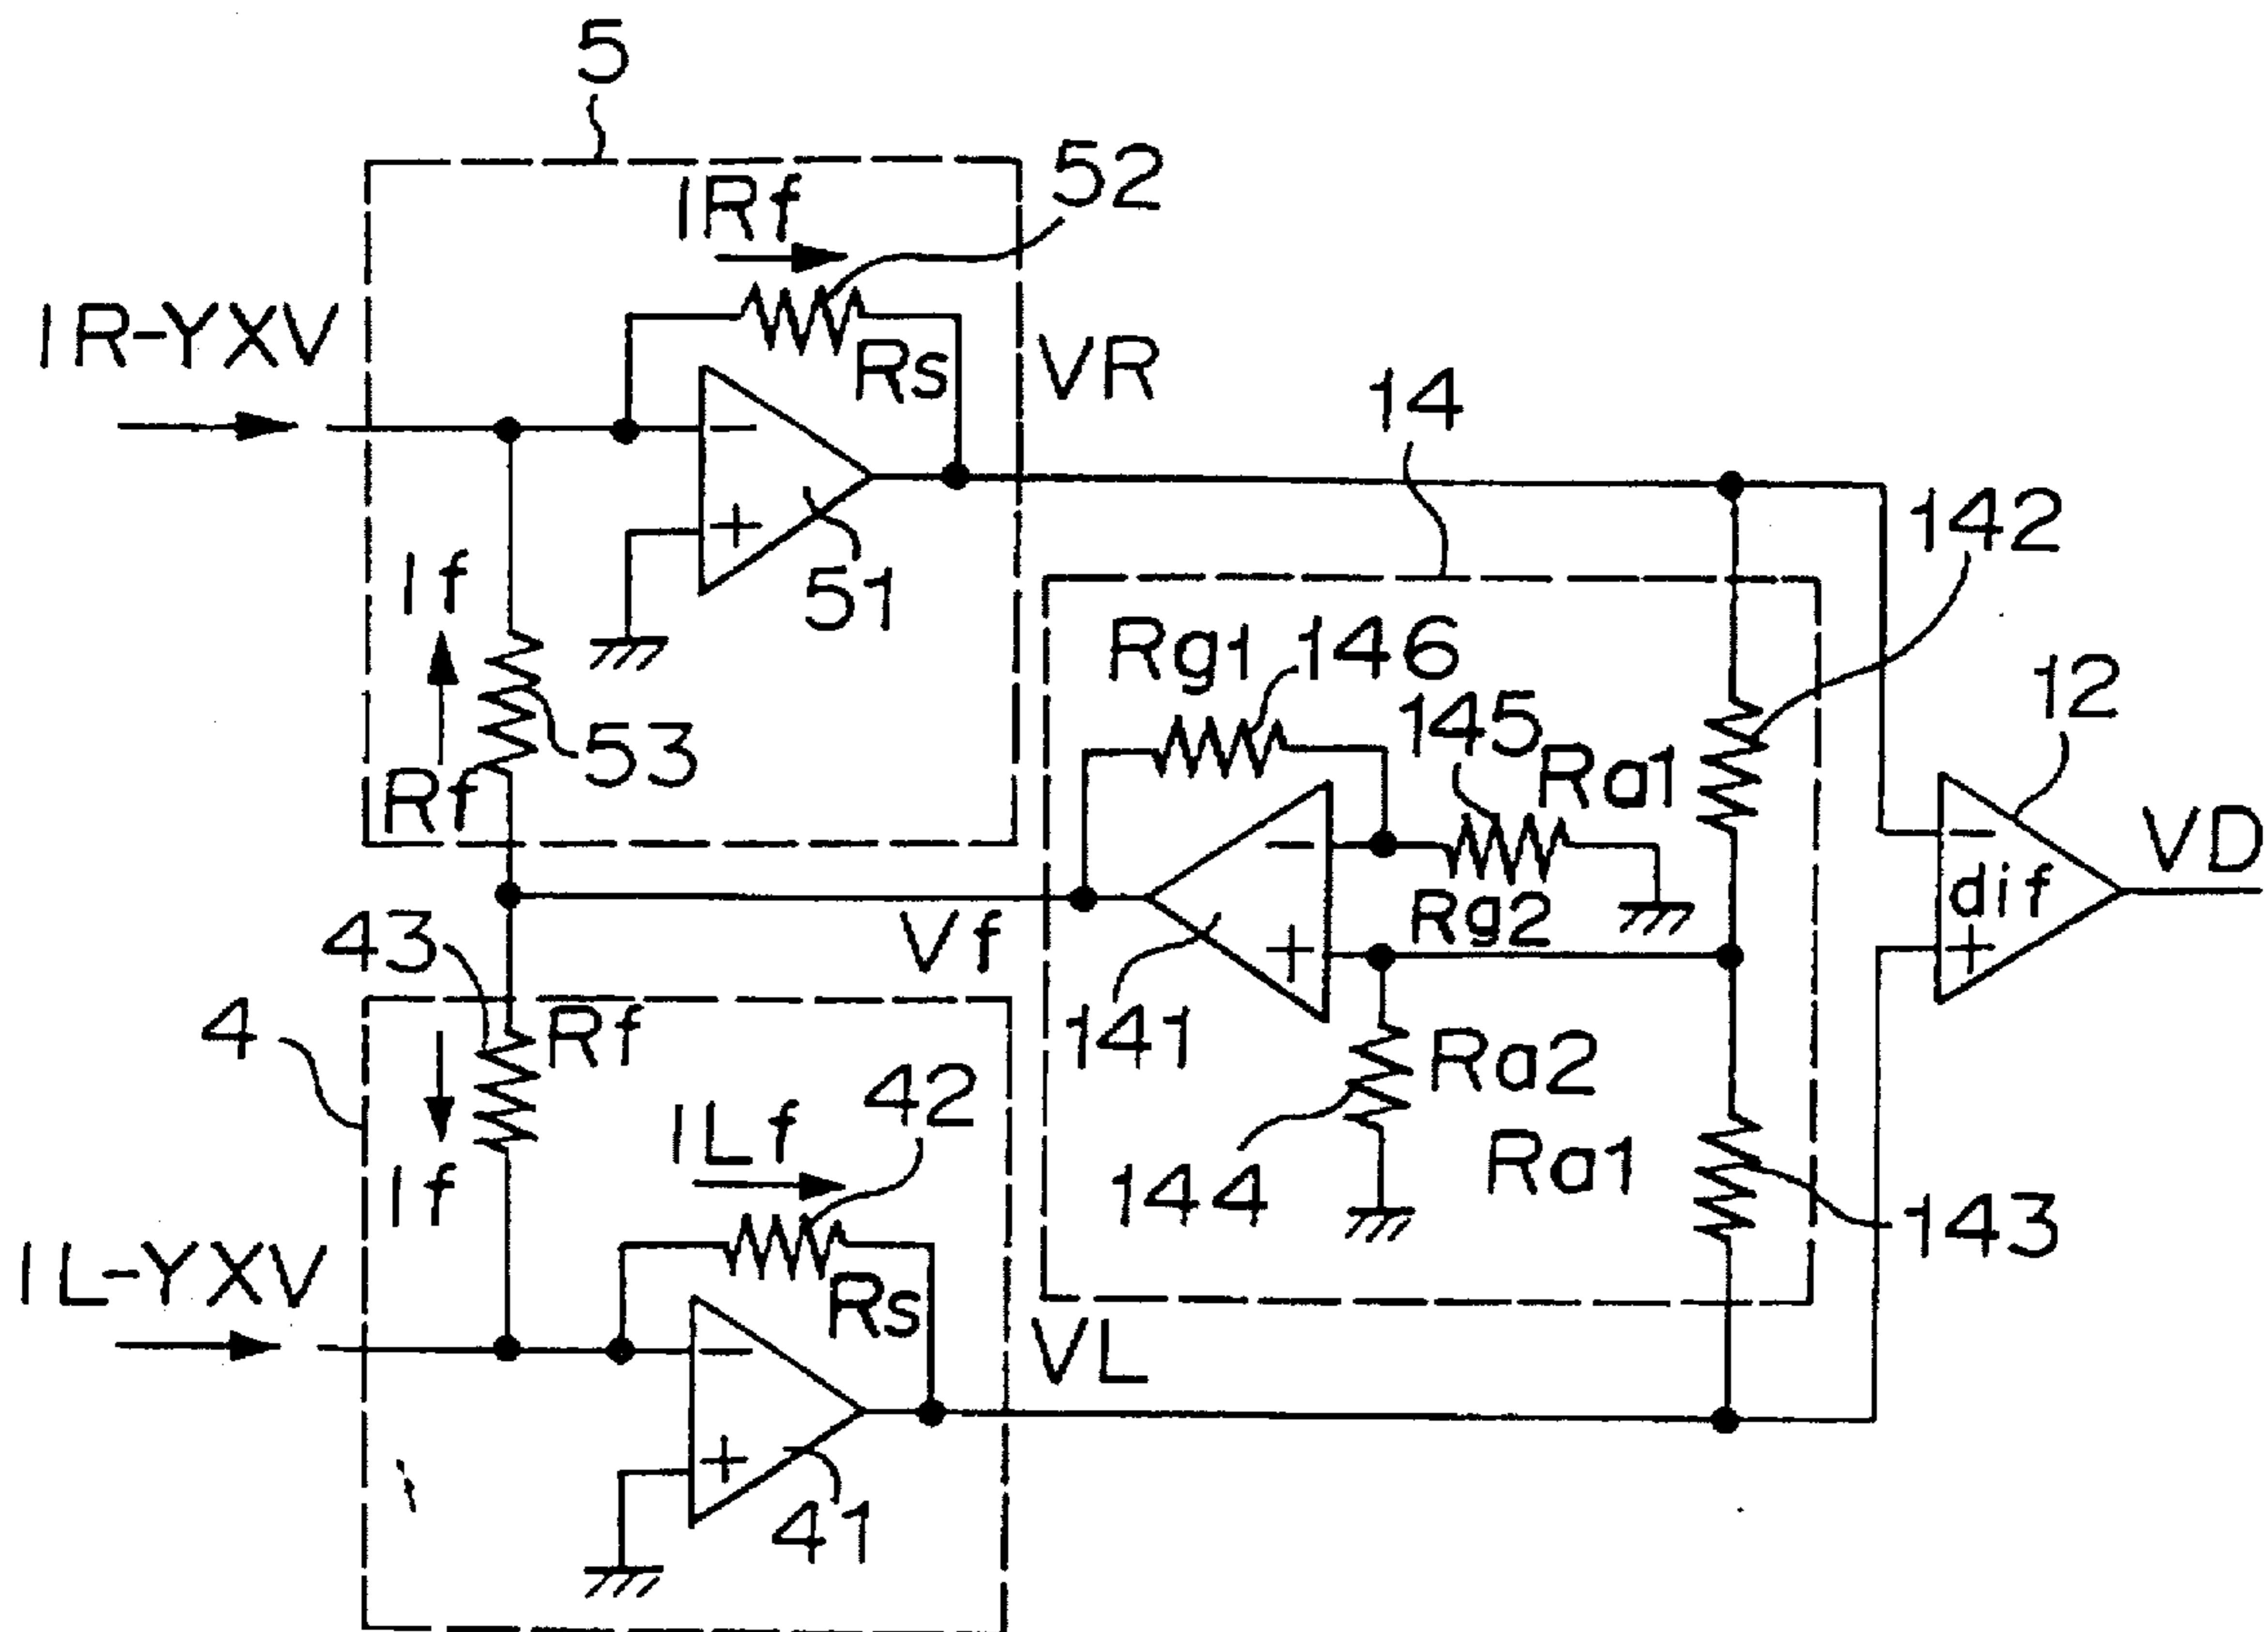 5
52
IRf
IR-YXV
Rs
VR
14
−
+
51
142
If
Rg1
146
12
53
145
Ra1
Rf
VD
−
−
dif
Rg2
43
Vf
+
+
4
Rf
141
Ra2
42
ILf
144
Ra1
If
143
IL-YXV
Rs
−
VL
+
41